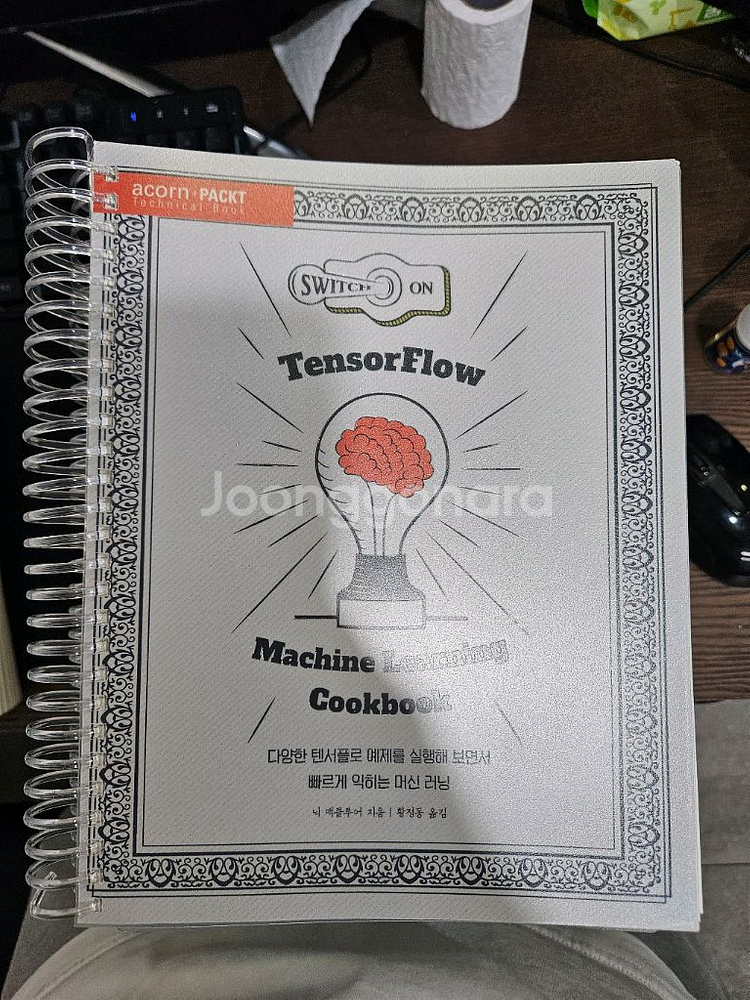 acorn+PACKT
Technical Book
SWITCH ON
TensorFlow
Joongonara
Machine Learning
Cookbook
다양한 텐서플로 예제를 실행해 보면서
빠르게 익히는 머신 러닝
닉 맥클루어 지음 | 황정동 옮김